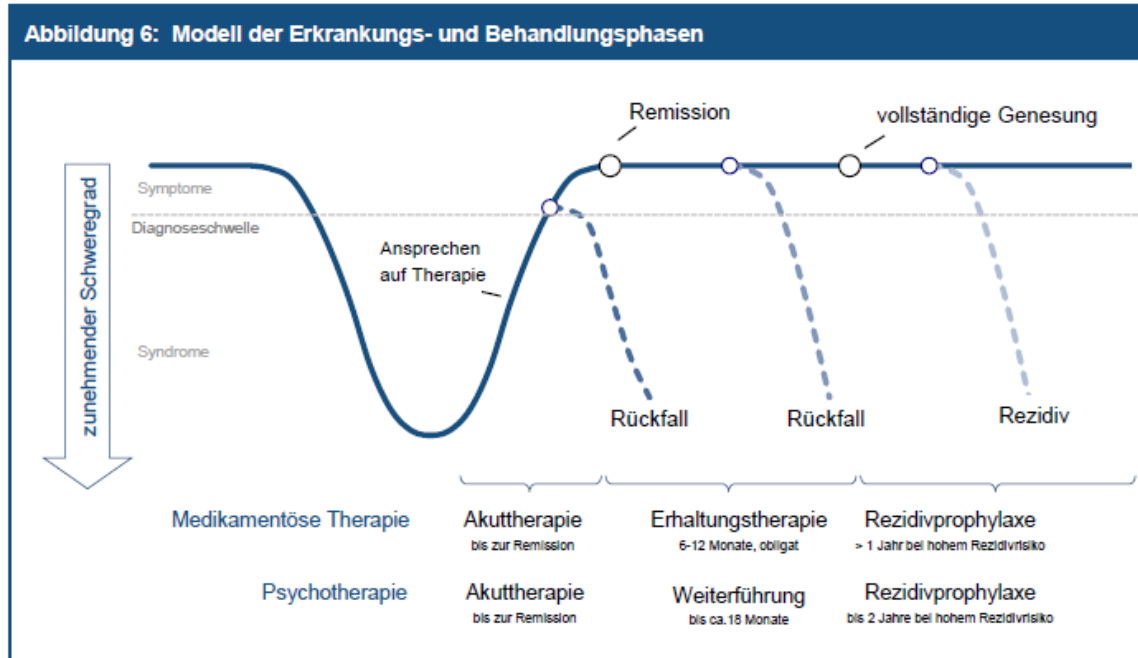 Abbildung 6: Modell der Erkrankungs- und Behandlungsphasen
Remission
vollständige Genesung
Symptome
Diagnoseschwelle
Ansprechen
auf Therapie
zunehmender Schweregrad
Syndrome
Rückfall
Rückfall
Rezidiv
Medikamentöse Therapie
Akuttherapie
bis zur Remission
Erhaltungstherapie
6-12 Monate, obligat
Rezidivprophylaxe
> 1 Jahr bei hohem Rezidivrisiko
Psychotherapie
Akuttherapie
bis zur Remission
Weiterführung
bis ca.18 Monate
Rezidivprophylaxe
bis 2 Jahre bei hohem Rezidivrisiko